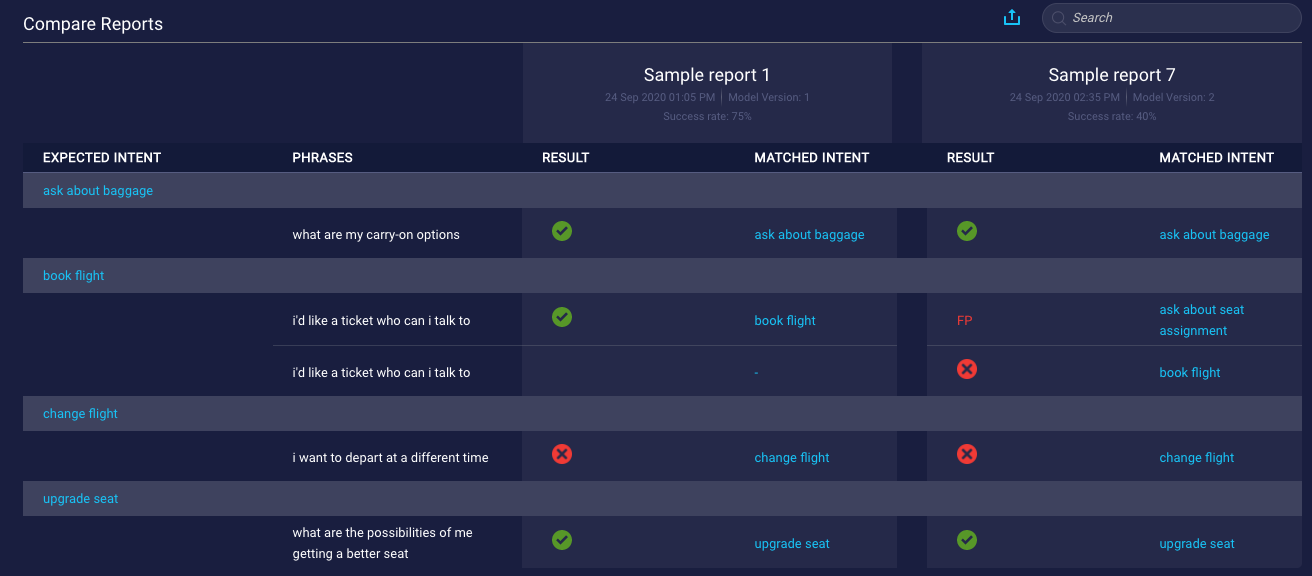 Compare Reports
Search
Sample report 1
Sample report 7
24 Sep 2020 01:05 PM | Model Version: 1
24 Sep 2020 02:35 PM | Model Version: 2
Success rate: 75%
Success rate: 40%
EXPECTED INTENT PHRASES RESULT MATCHED INTENT RESULT MATCHED INTENT
ask about baggage
what are my carry-on options ask about baggage ask about baggage
book flight
i'd like a ticket who can i talk to book flight FP ask about seat
assignment
i'd like a ticket who can i talk to - book flight
change flight
i want to depart at a different time change flight change flight
upgrade seat
what are the possibilities of me
getting a better seat upgrade seat upgrade seat